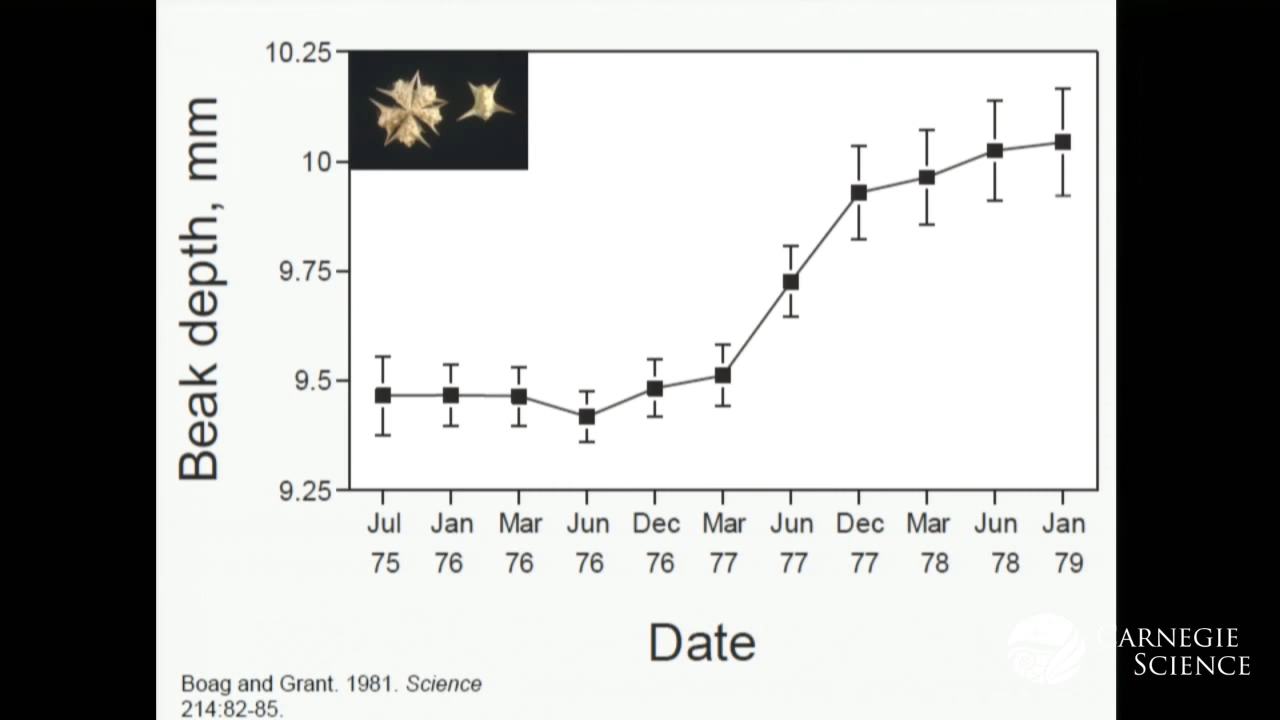 10.25
10
9.75
9.5
9.25
Beak depth, mm
Jul Jan Mar Jun Dec Mar Jun Dec Mar Jun Jan
75 76 76 76 76 77 77 77 78 78 79
Date
Boag and Grant. 1981. Science
214:82-85.
CARNEGIE
SCIENCE